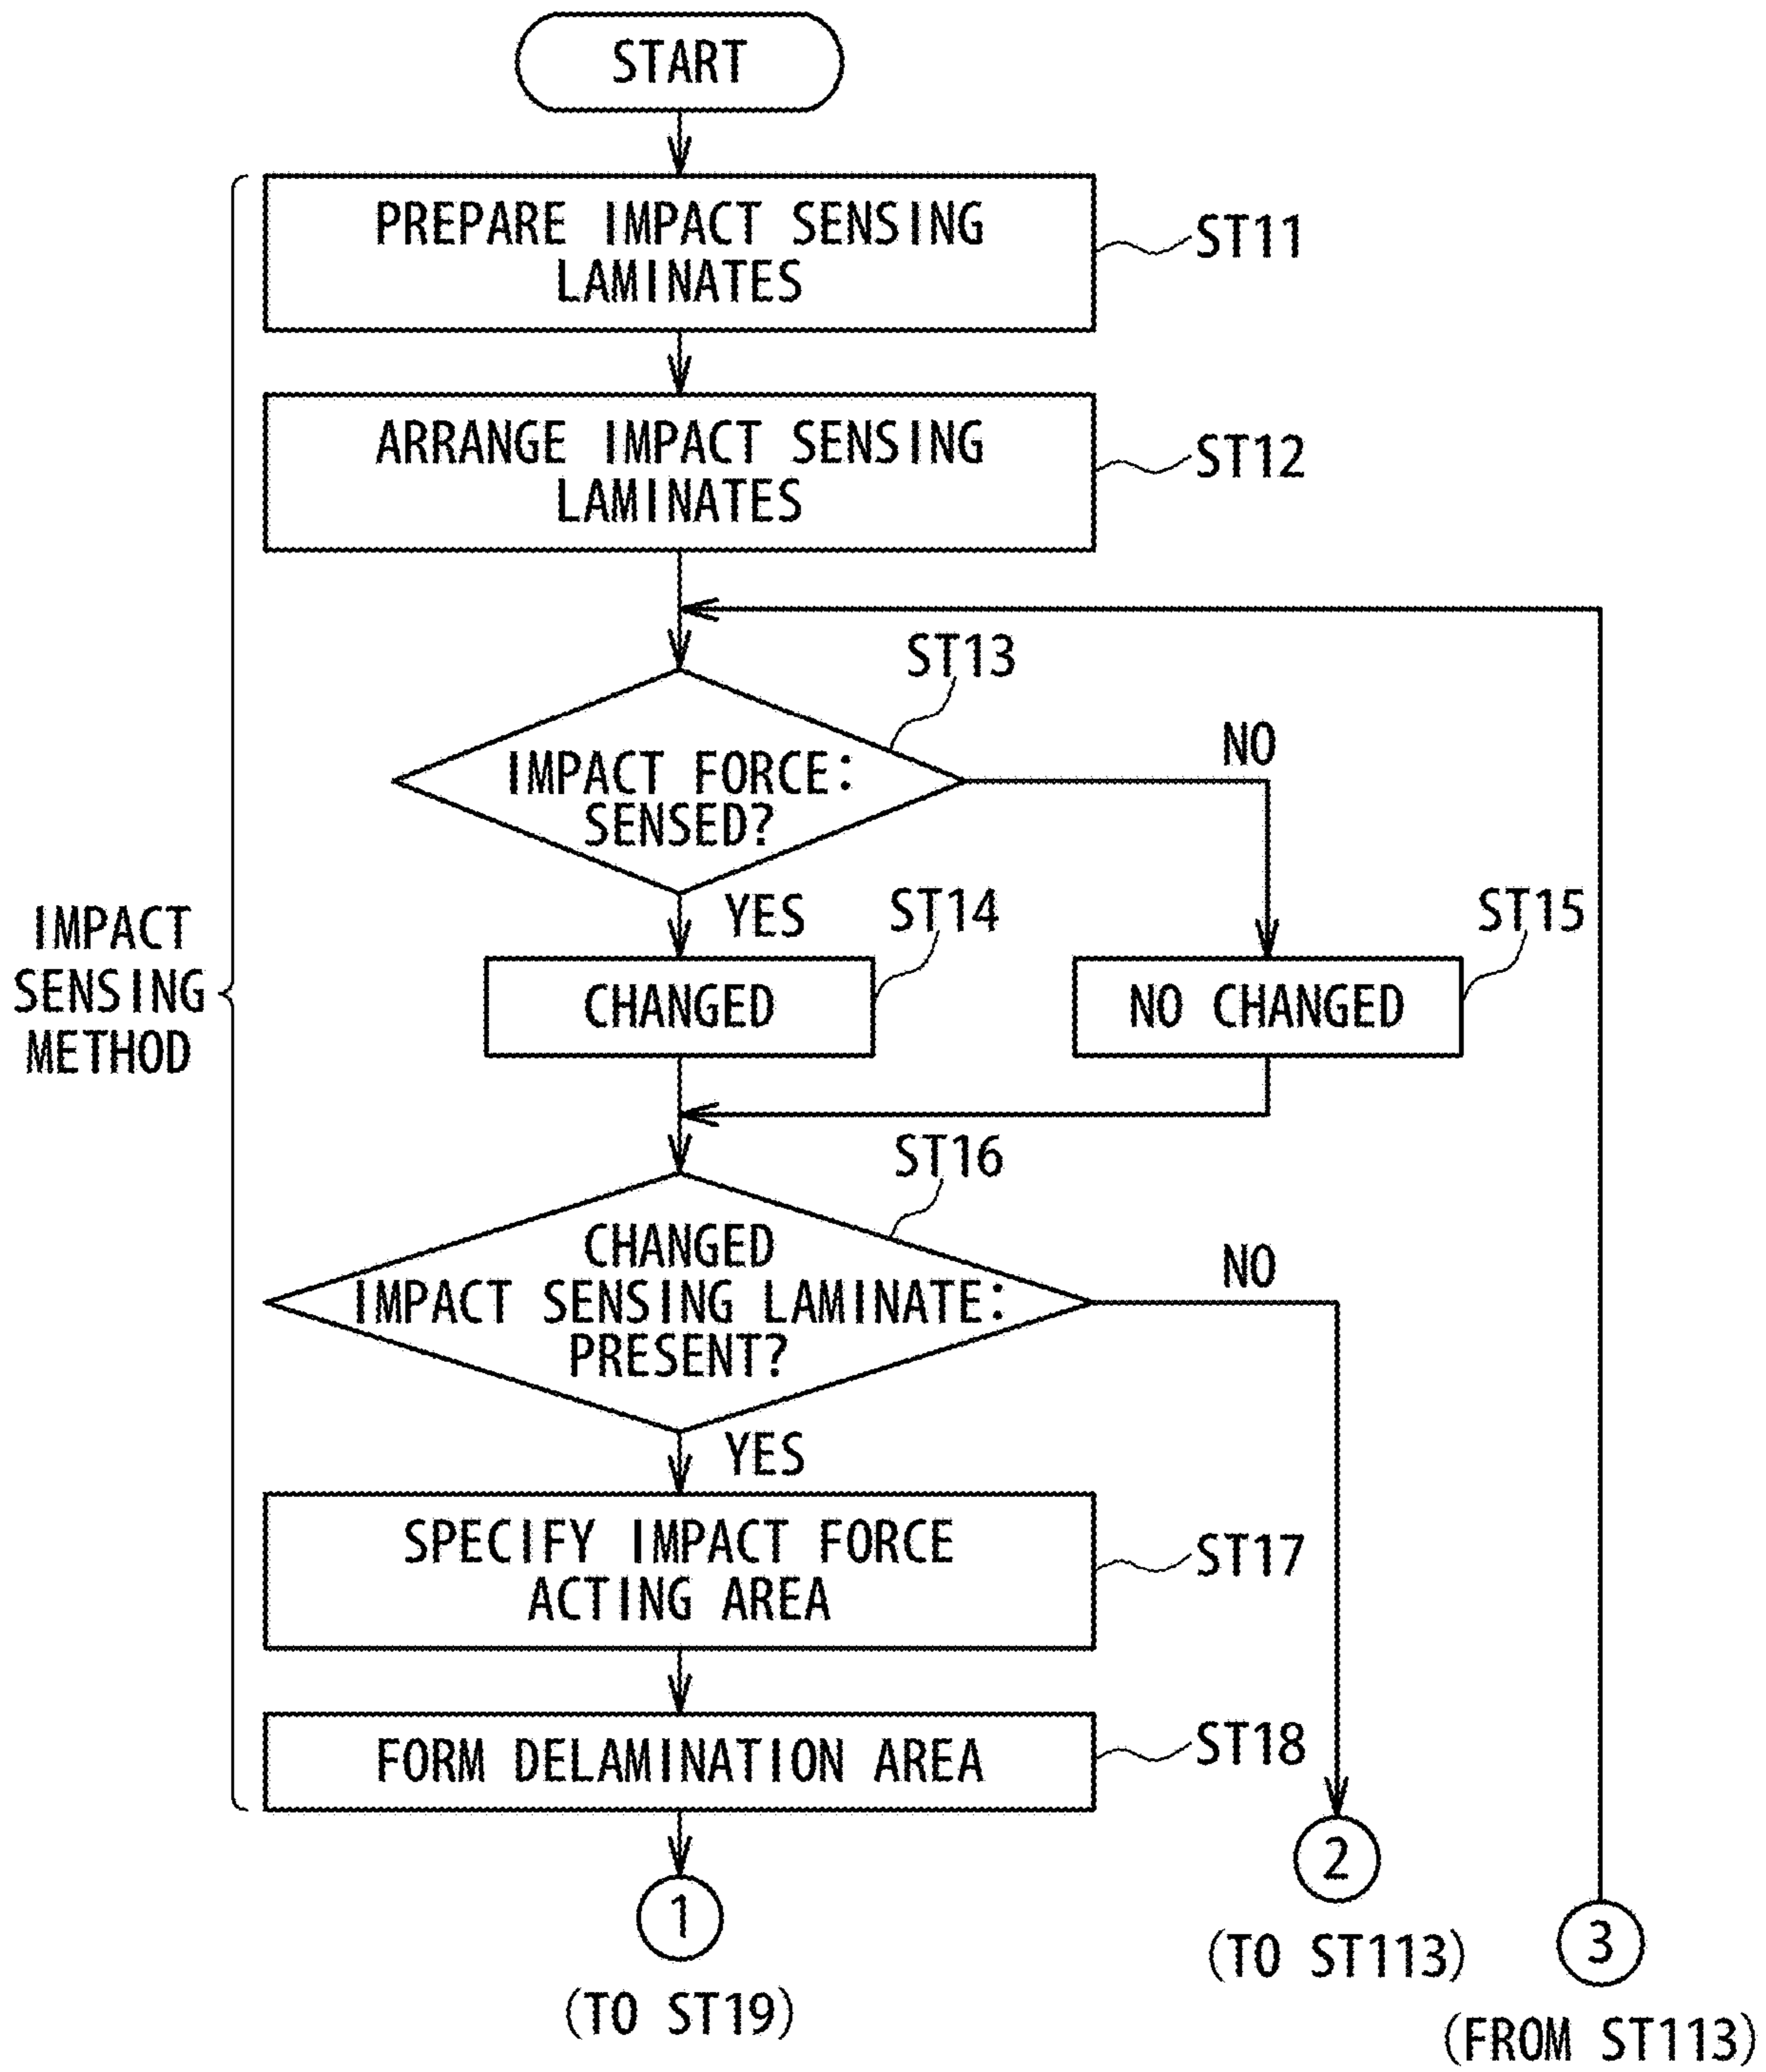 START
PREPARE IMPACT SENSING
LAMINATES
ST11
ARRANGE IMPACT SENSING
LAMINATES
ST12
ST13
IMPACT FORCE:
SENSED?
NO
YES
ST14
ST15
CHANGED
NO CHANGED
IMPACT
SENSING
METHOD
ST16
CHANGED
IMPACT SENSING LAMINATE:
PRESENT?
NO
YES
SPECIFY IMPACT FORCE
ACTING AREA
ST17
FORM DELAMINATION AREA
ST18
1
(TO ST19)
2
(TO ST113)
3
(FROM ST113)